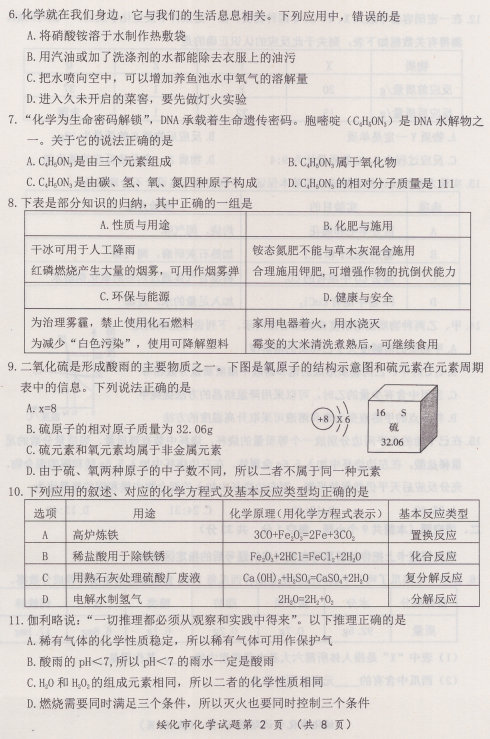 6.化学就在我们身边，它与我们的生活息息相关。下列应用中，错误的是
A.将硝酸铵溶于水制作热敷袋
B.用汽油或加了洗涤剂的水都能除去衣服上的油污
C.把水喷向空中，可以增加养鱼池水中氧气的溶解量
D.进入久未开启的菜窖，要先做灯火实验
7.“化学为生命密码解锁”，DNA承载着生命遗传密码。胞嘧啶（C₄H₅ON₃）是DNA水解物之
一。关于它的说法正确的是
A.C₄H₅ON₃是由三个元素组成 B.C₄H₅ON₃属于氧化物
C.C₄H₅ON₃是由碳、氢、氧、氮四种原子构成 D.C₄H₅ON₃的相对分子质量是111
8.下表是部分知识的归纳，其中正确的一组是
A.性质与用途 B.化肥与施用
干冰可用于人工降雨 铵态氮肥不能与草木灰混合施用
红磷燃烧产生大量的烟雾，可用作烟雾弹 合理施用钾肥,可增强作物的抗倒伏能力
C.环保与能源 D.健康与安全
为治理雾霾，禁止使用化石燃料 家用电器着火，用水浇灭
为减少“白色污染”，使用可降解塑料 霉变的大米清洗煮熟后，可继续食用
9.二氧化硫是形成酸雨的主要物质之一。下图是氧原子的结构示意图和硫元素在元素周期
表中的信息。下列说法正确的是
A.x=8
B.硫原子的相对原子质量为32.06g
C.硫元素和氧元素均属于非金属元素
D.由于硫、氧两种原子的中子数不同，所以二者不属于同一种元素
+8 X 6
16 S
硫
32.06
10.下列应用的叙述、对应的化学方程式及基本反应类型均正确的是
选项 用途 化学原理（用化学方程式表示） 基本反应类型
A 高炉炼铁 3CO+Fe₂O₃=2Fe+3CO₂ 置换反应
B 稀盐酸用于除铁锈 Fe₂O₃+2HCl=FeCl₂+2H₂O 化合反应
C 用熟石灰处理硫酸厂废液 Ca(OH)₂+H₂SO₄=CaSO₄+2H₂O 复分解反应
D 电解水制氢气 2H₂O=2H₂+O₂ 分解反应
11.伽利略说：“一切推理都必须从观察和实践中得来”。以下推理正确的是
A.稀有气体的化学性质稳定，所以稀有气体可用作保护气
B.酸雨的pH＜7,所以pH＜7的雨水一定是酸雨
C.H₂O和H₂O₂的组成元素相同，所以二者的化学性质相同
D.燃烧需要同时满足三个条件，所以灭火也要同时控制三个条件
绥化市化学试题第 2 页 （共 8 页）